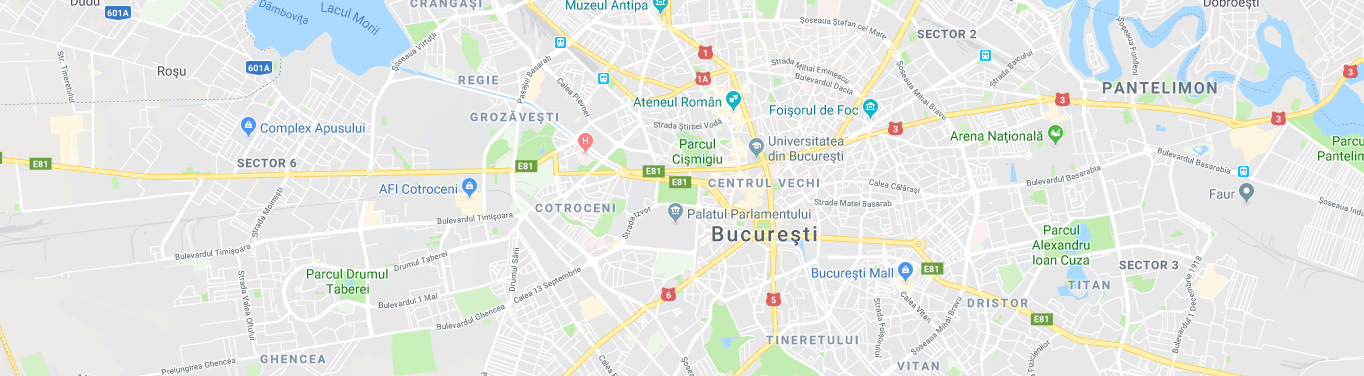 Dudu
601A
Dâmbovița
Lacul Morii
CRÂNGAȘI
Muzeul Antipa
Șoseaua Ștefan cel Mare
SECTOR 2
Dobroești
Roșu
601A
Șoseaua Virtuții
REGIE
Pasajul Basarab
Calea Plevnei
1
1A
Strada Mihai Eminescu
Bulevardul Dacia
Șoseaua Mihai Bravu
Strada Baicului
Șoseaua Fundeni
3
PANTELIMON
Str. Tineretului
GROZĂVEȘTI
Ateneul Român
Foișorul de Foc
3
3
3
Complex Apusului
H
Strada Știrbei Vodă
Parcul
Cișmigiu
Universitatea
din București
Arena Națională
Parcul
Pantelimon
E81
SECTOR 6
E81
E81
E81
CENTRUL VECHI
Calea Călărași
Bulevardul Basarabia
Bulevardul Basarabia
Faur
AFI Cotroceni
Strada Moinești
COTROCENI
Strada Izvor
Palatul Parlamentului
Strada Matei Basarab
Șoseaua Indu
Bulevardul Timișoara
Bulevardul Timișoara
București
Parcul
Alexandru
Ioan Cuza
SECTOR 3
Drumul Taberei
Drumul Sării
Parcul Drumul
Taberei
Calea 13 Septembrie
București Mall
E81
TITAN
Strada Valea Oltului
Bulevardul 1 Mai
Bulevardul Ghencea
6
5
Calea Vitan
DRISTOR
E81
Bulevardul 1 Decembrie 1918
Strada Foișorului
Șoseaua Mihai Bravu
TINERETULUI
Prelungirea Ghencea
GHENCEA
VITAN